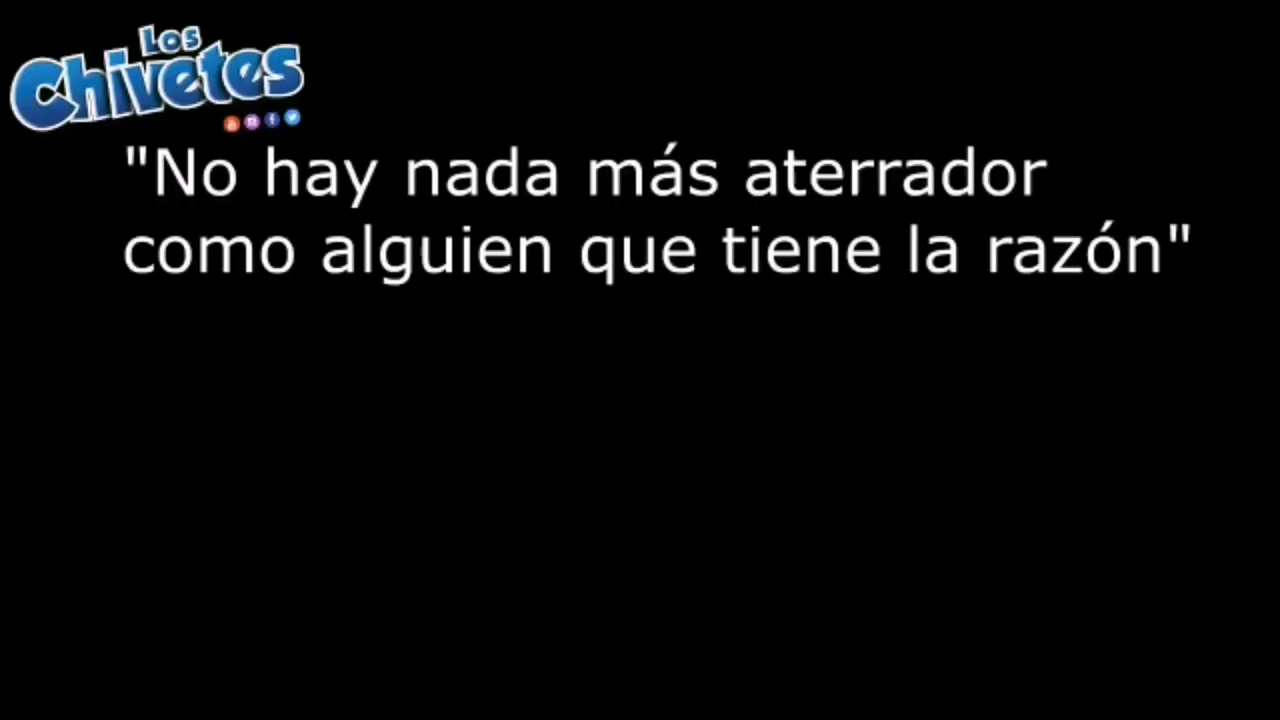 Los
Chivetes
"No hay nada más aterrador
como alguien que tiene la razón"